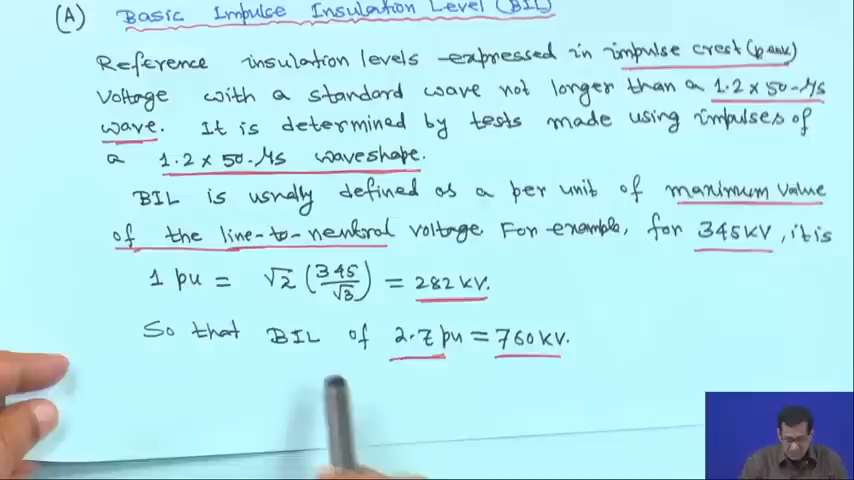 (A) Basic Impulse Insulation Level (BIL)
Reference insulation levels expressed in impulse crest (peak)
voltage with a standard wave not longer than a 1.2 × 50-μs
wave. It is determined by tests made using impulses of
a 1.2 × 50-μs waveshape.
BIL is usually defined as a per unit of maximum value
of the line-to-neutral voltage. For example, for 345kV, it is
1 pu = √2 (345/√3) = 282 kV.
So that BIL of 2.7 pu = 760 kV.